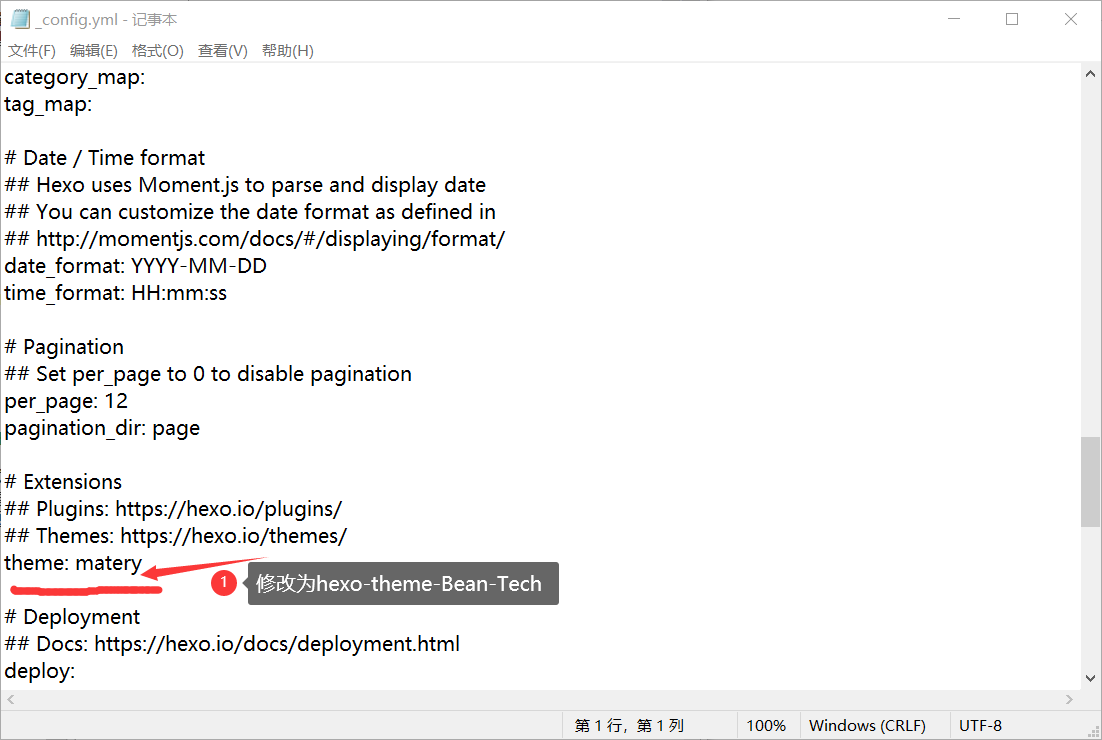 _config.yml - 记事本
文件(F) 编辑(E) 格式(O) 查看(V) 帮助(H)
category_map:
tag_map:
# Date / Time format
## Hexo uses Moment.js to parse and display date
## You can customize the date format as defined in
## http://momentjs.com/docs/#/displaying/format/
date_format: YYYY-MM-DD
time_format: HH:mm:ss
# Pagination
## Set per_page to 0 to disable pagination
per_page: 12
pagination_dir: page
# Extensions
## Plugins: https://hexo.io/plugins/
## Themes: https://hexo.io/themes/
theme: matery
1 修改为hexo-theme-Bean-Tech
# Deployment
## Docs: https://hexo.io/docs/deployment.html
deploy:
第 1 行，第 1 列 100% Windows (CRLF) UTF-8